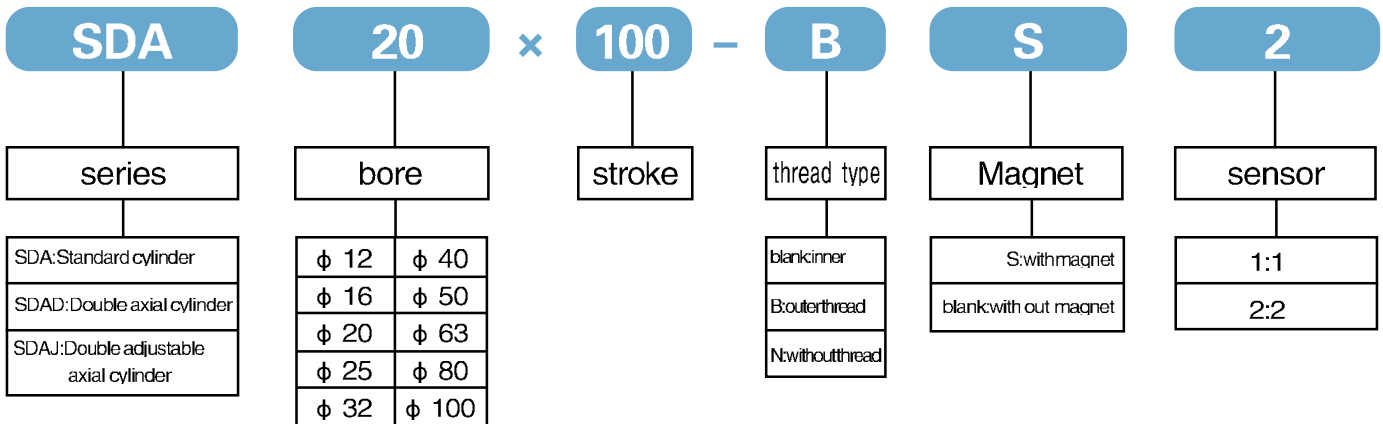 SDA 20 × 100 – B S 2
series bore stroke thread type Magnet sensor
SDA:Standard cylinder
SDAD:Double axial cylinder
SDAJ:Double adjustable
axial cylinder
ϕ 12 ϕ 40
ϕ 16 ϕ 50
ϕ 20 ϕ 63
ϕ 25 ϕ 80
ϕ 32 ϕ 100
blank:inner
B:outerthread
N:withoutthread
S:withmagnet
blank:with out magnet
1:1
2:2